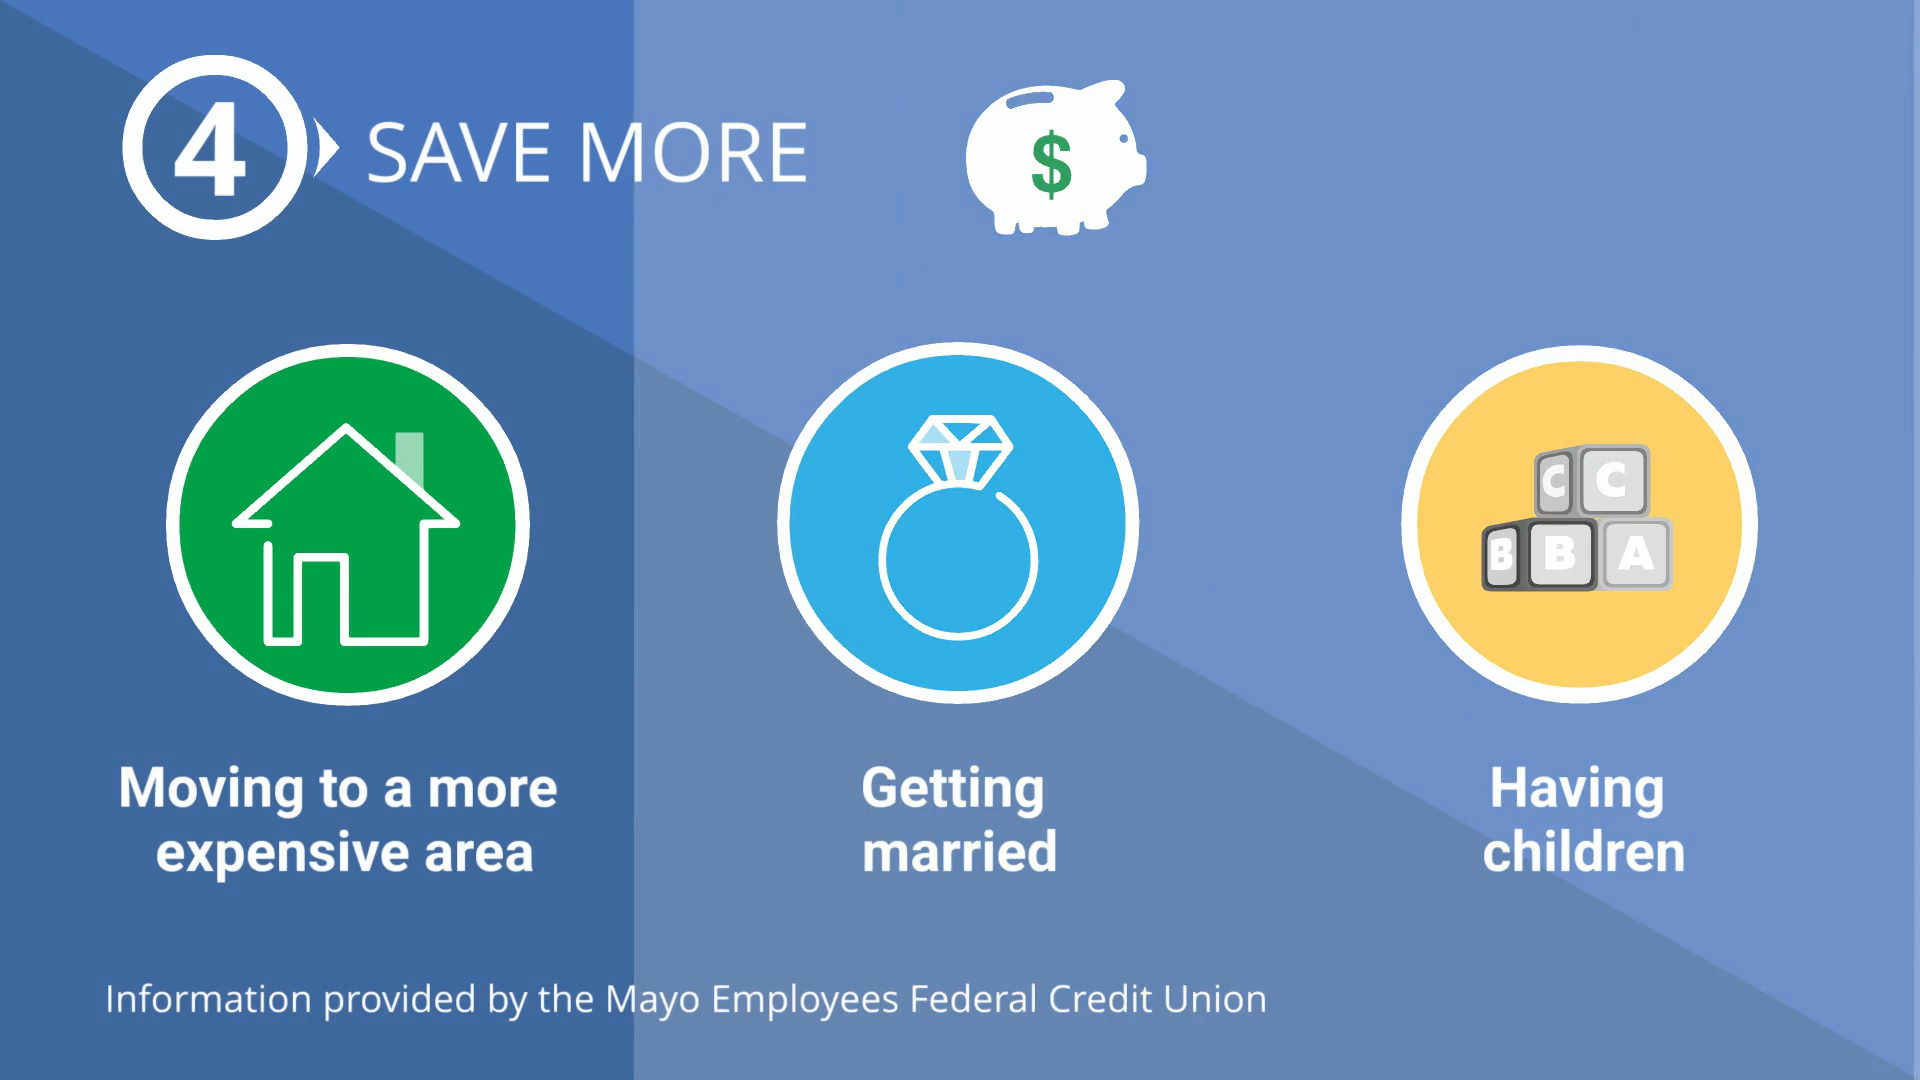 4 SAVE MORE
$
C C
B B A
Moving to a more
expensive area
Getting
married
Having
children
Information provided by the Mayo Employees Federal Credit Union